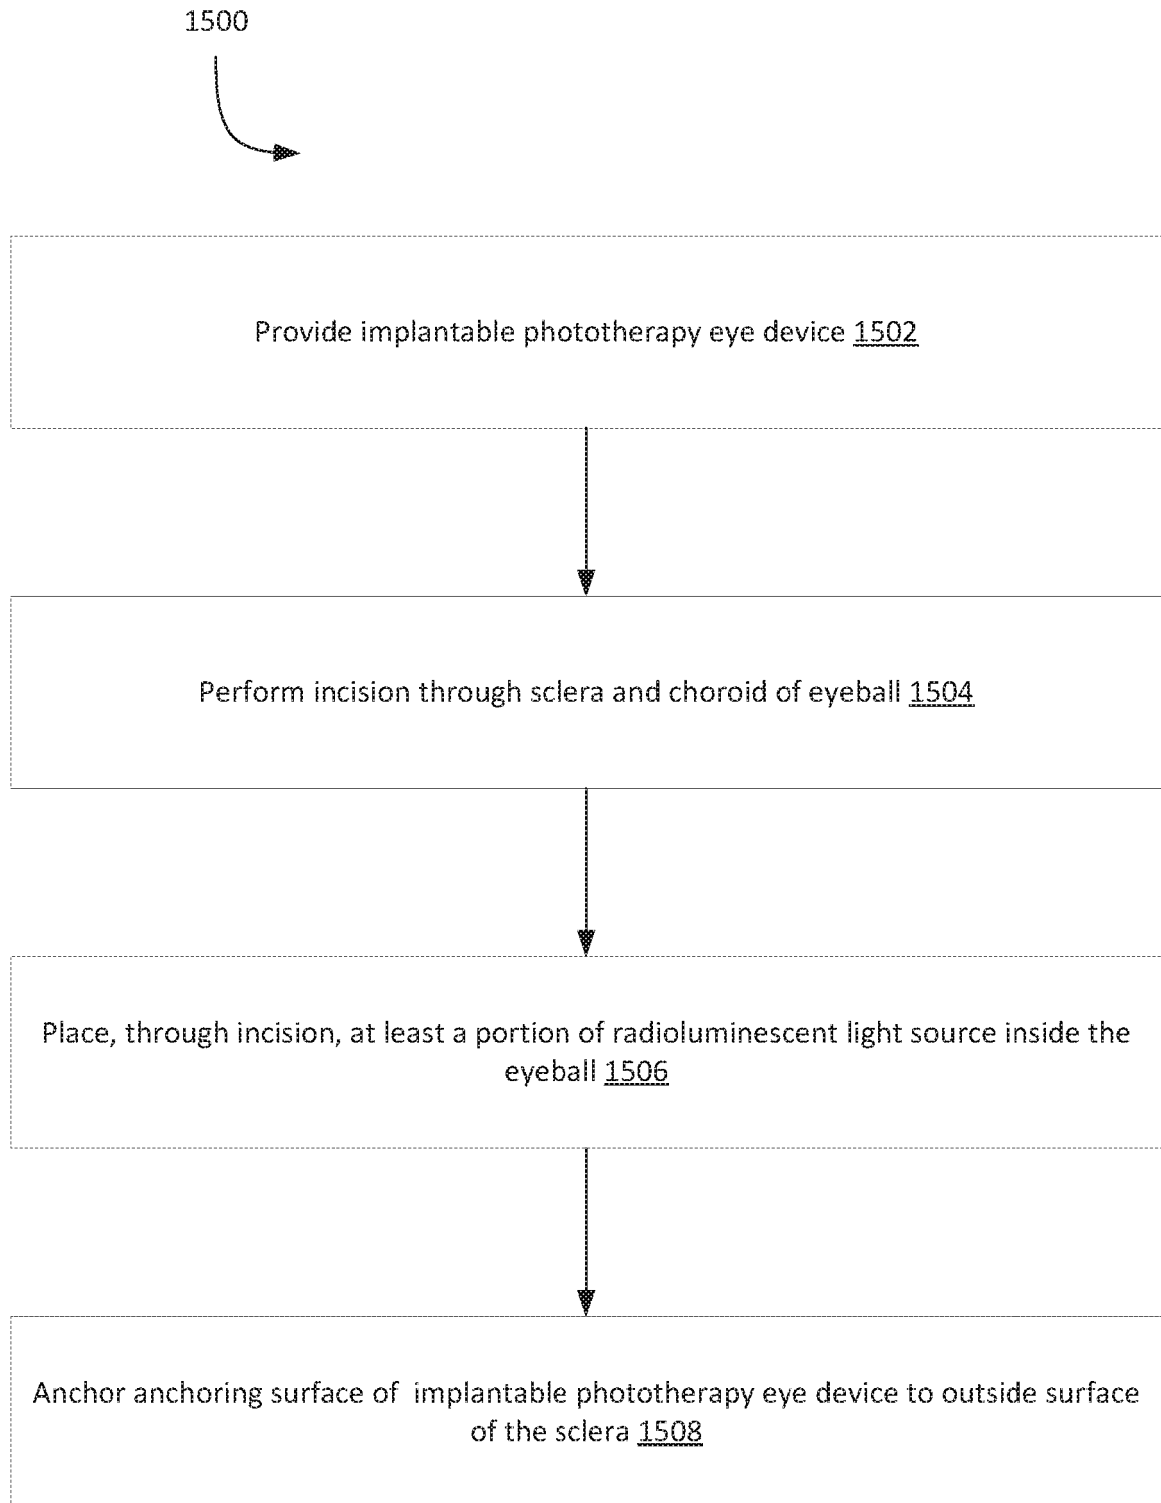 1500
Provide implantable phototherapy eye device 1502
Perform incision through sclera and choroid of eyeball 1504
Place, through incision, at least a portion of radioluminescent light source inside the
eyeball 1506
Anchor anchoring surface of implantable phototherapy eye device to outside surface
of the sclera 1508